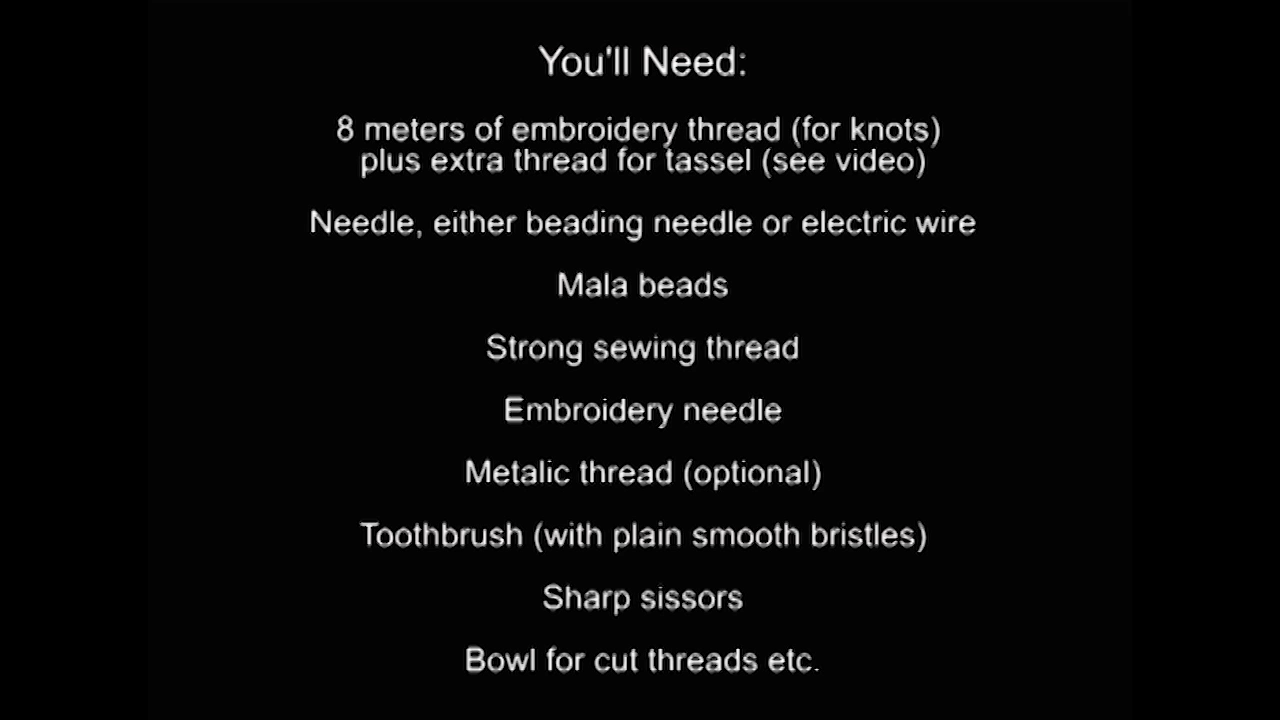 You'll Need:
8 meters of embroidery thread (for knots)
plus extra thread for tassel (see video)
Needle, either beading needle or electric wire
Mala beads
Strong sewing thread
Embroidery needle
Metalic thread (optional)
Toothbrush (with plain smooth bristles)
Sharp sissors
Bowl for cut threads etc.